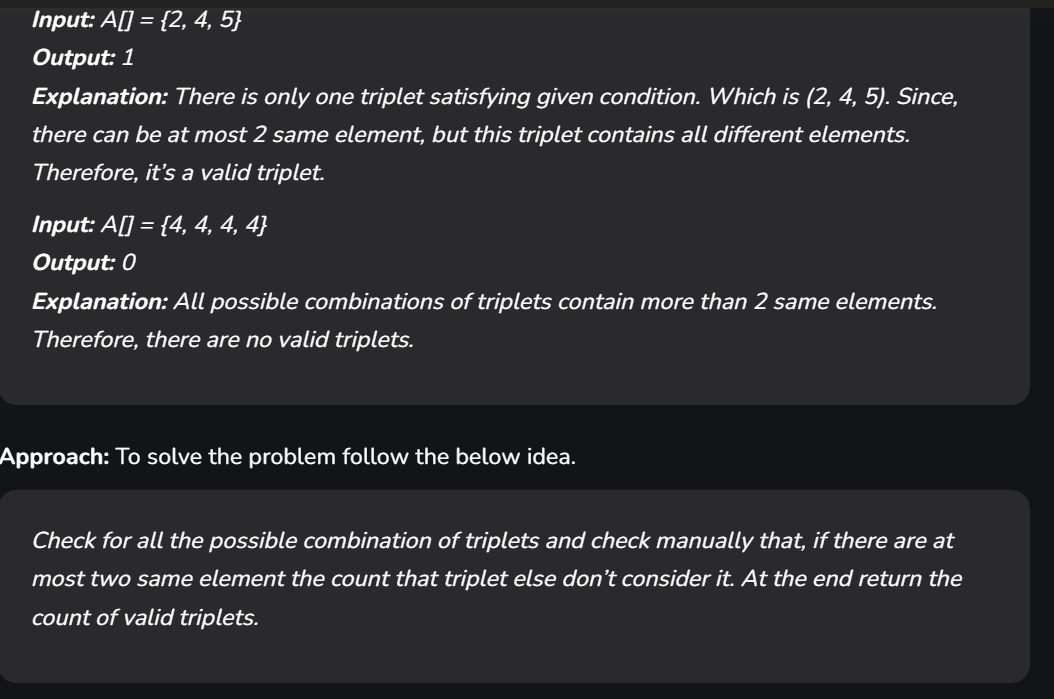 Input: A[] = {2, 4, 5}
Output: 1
Explanation: There is only one triplet satisfying given condition. Which is (2, 4, 5). Since,
there can be at most 2 same element, but this triplet contains all different elements.
Therefore, it’s a valid triplet.
Input: A[] = {4, 4, 4, 4}
Output: 0
Explanation: All possible combinations of triplets contain more than 2 same elements.
Therefore, there are no valid triplets.
Approach: To solve the problem follow the below idea.
Check for all the possible combination of triplets and check manually that, if there are at
most two same element the count that triplet else don’t consider it. At the end return the
count of valid triplets.